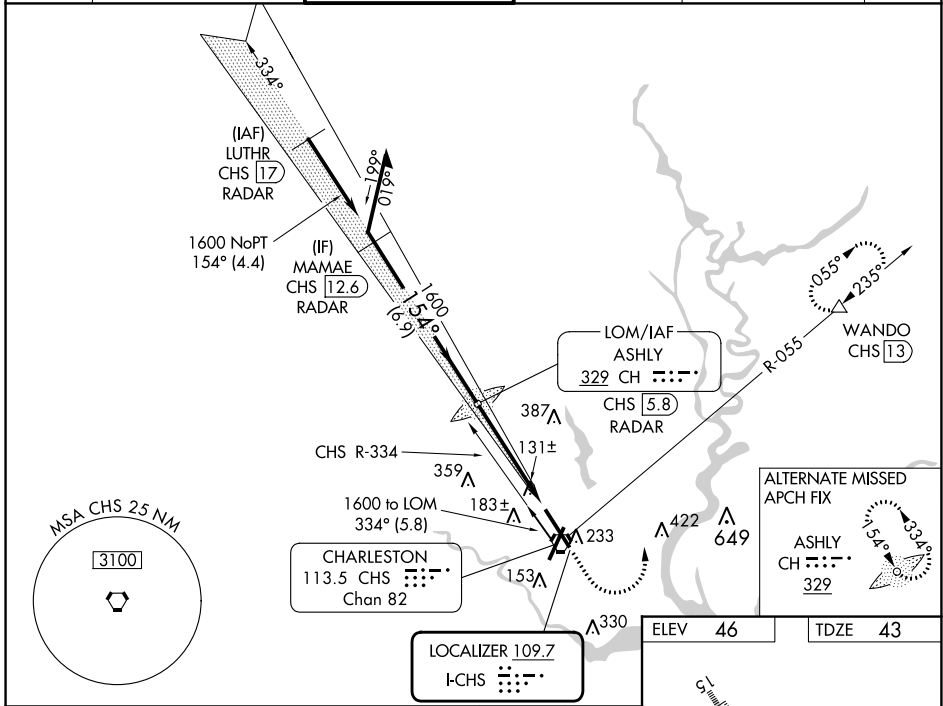 334°
(IAF)
LUTHR
CHS 17
RADAR
199°
019°
1600 NoPT
154° (4.4)
(IF)
MAMAE
CHS 12.6
RADAR
1600
154°
(6.9)
055°
235°
WANDO
CHS 13
R-055
LOM/IAF
ASHLY
329 CH
CHS 5.8
RADAR
387
131±
CHS R-334
359
183±
1600 to LOM
334° (5.8)
233
422
649
153
330
MSA CHS 25 NM
3100
CHARLESTON
113.5 CHS
Chan 82
LOCALIZER 109.7
I-CHS
ALTERNATE MISSED
APCH FIX
154°
334°
ASHLY
CH
329
ELEV 46
TDZE 43
15